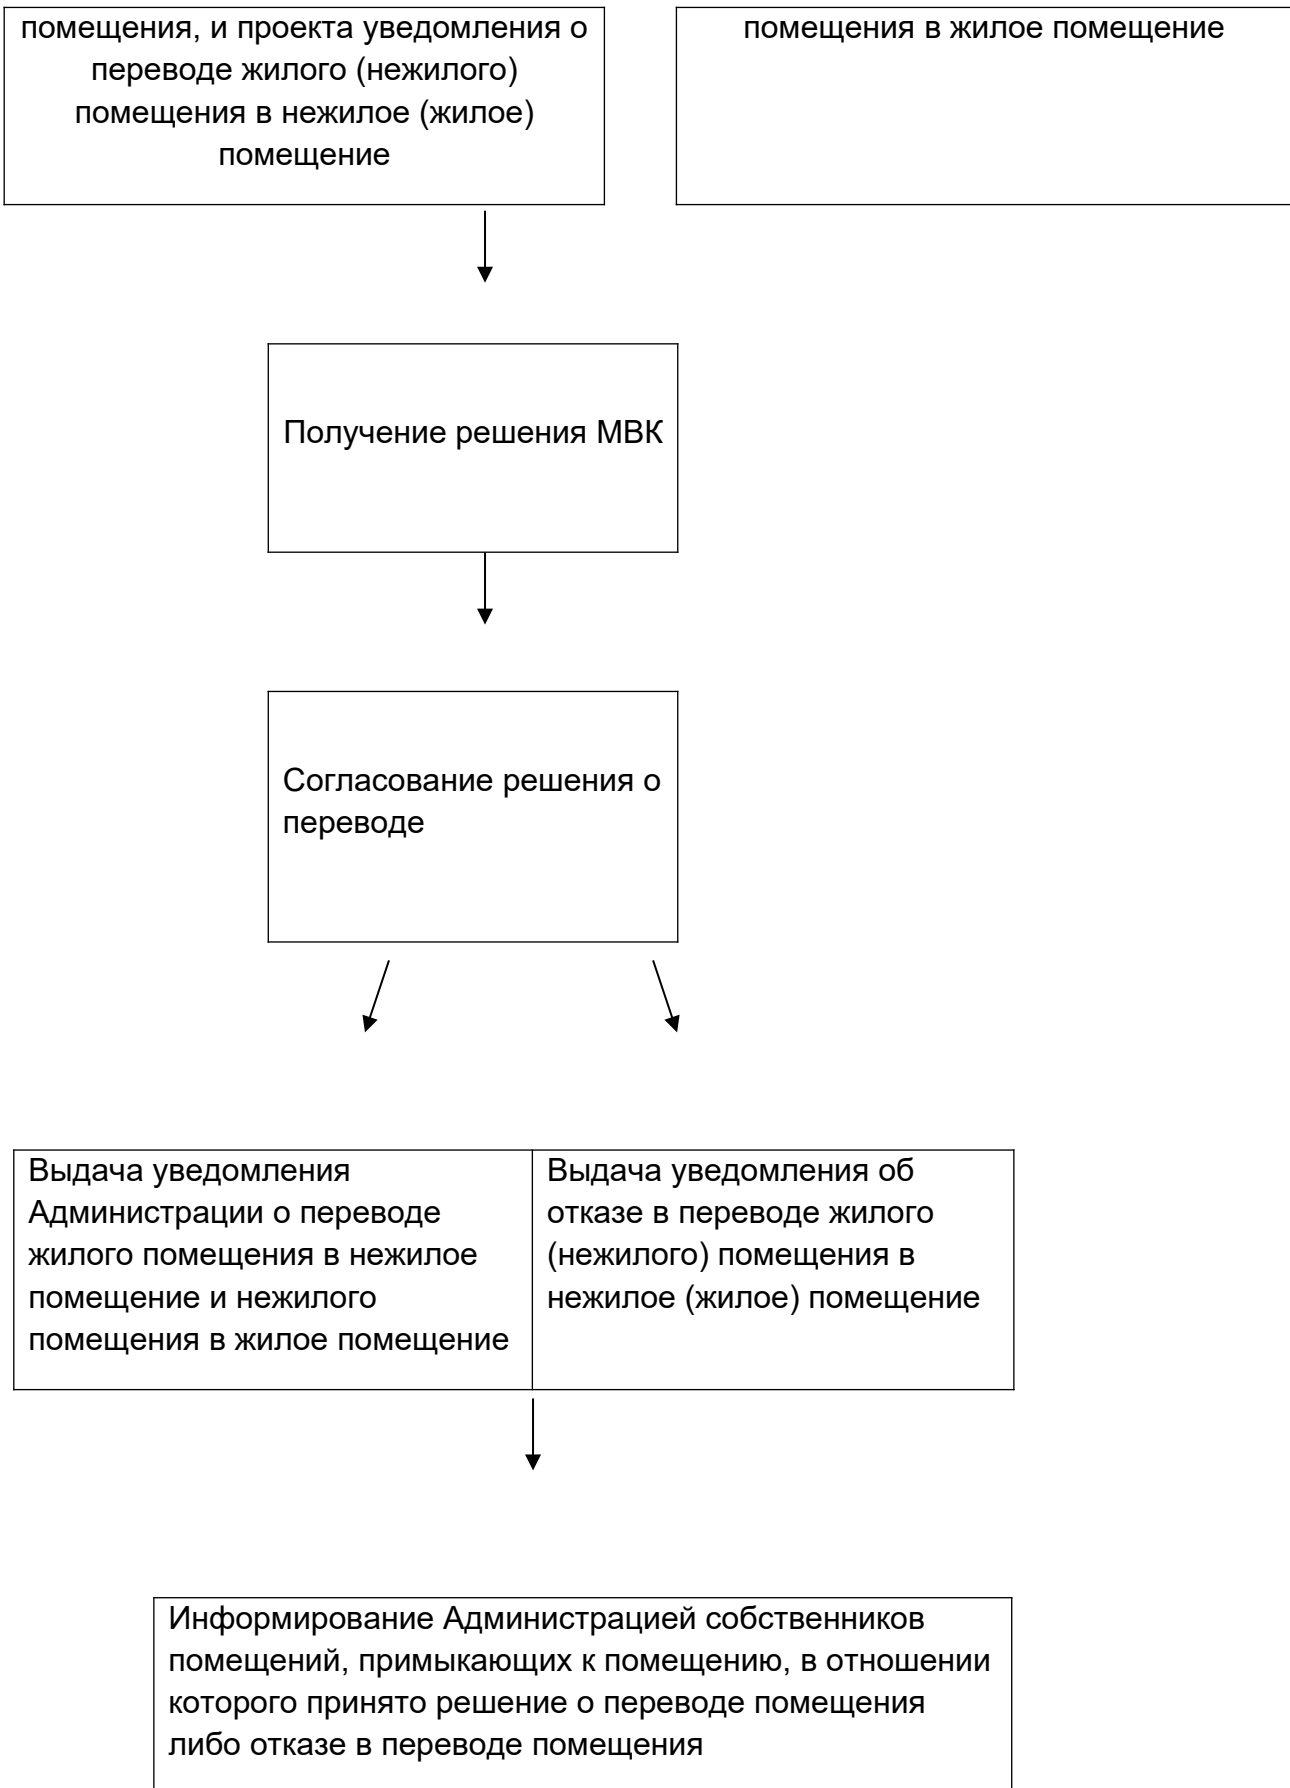 помещения, и проекта уведомления о
переводе жилого (нежилого)
помещения в нежилое (жилое)
помещение
помещения в жилое помещение
Получение решения МВК
Согласование решения о
переводе
Выдача уведомления
Администрации о переводе
жилого помещения в нежилое
помещение и нежилого
помещения в жилое помещение
Выдача уведомления об
отказе в переводе жилого
(нежилого) помещения в
нежилое (жилое) помещение
Информирование Администрацией собственников
помещений, примыкающих к помещению, в отношении
которого принято решение о переводе помещения
либо отказе в переводе помещения